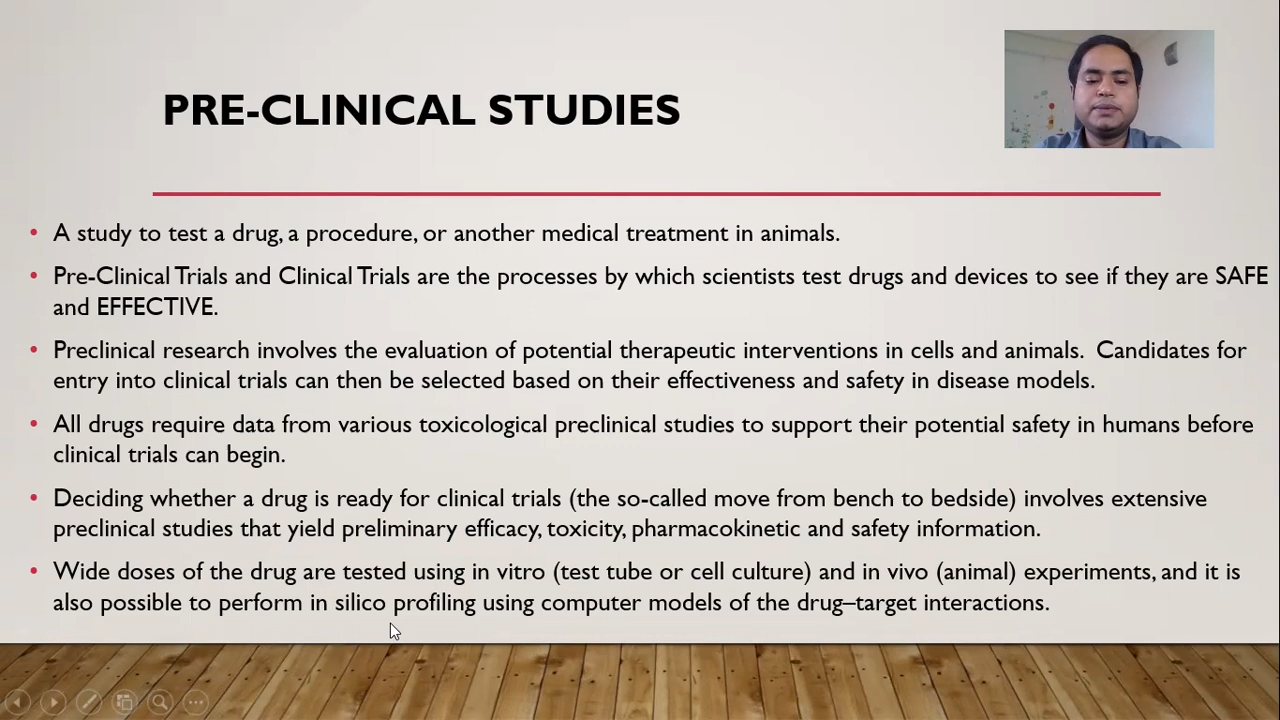 PRE-CLINICAL STUDIES
• A study to test a drug, a procedure, or another medical treatment in animals.
• Pre-Clinical Trials and Clinical Trials are the processes by which scientists test drugs and devices to see if they are SAFE
and EFFECTIVE.
• Preclinical research involves the evaluation of potential therapeutic interventions in cells and animals.  Candidates for
entry into clinical trials can then be selected based on their effectiveness and safety in disease models.
• All drugs require data from various toxicological preclinical studies to support their potential safety in humans before
clinical trials can begin.
• Deciding whether a drug is ready for clinical trials (the so-called move from bench to bedside) involves extensive
preclinical studies that yield preliminary efficacy, toxicity, pharmacokinetic and safety information.
• Wide doses of the drug are tested using in vitro (test tube or cell culture) and in vivo (animal) experiments, and it is
also possible to perform in silico profiling using computer models of the drug–target interactions.